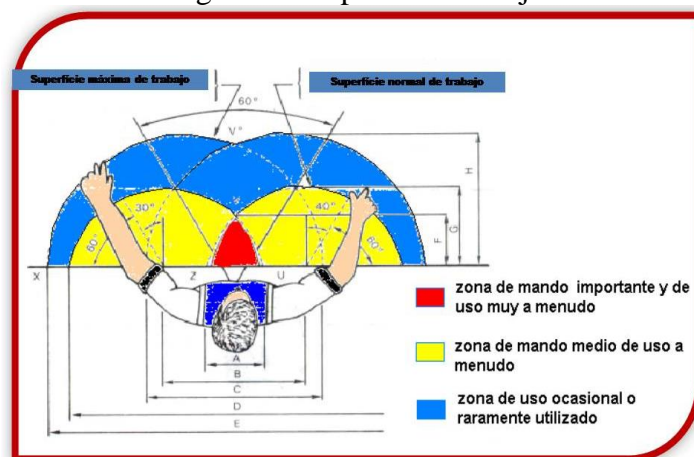 Superficie máxima de trabajo
Superficie normal de trabajo
60°
V"
30°
40°
60°
60°
H
G
F
X
Z
U
A
B
C
D
E
zona de mando importante y de
uso muy a menudo
zona de mando medio de uso a
menudo
zona de uso ocasional o
raramente utilizado